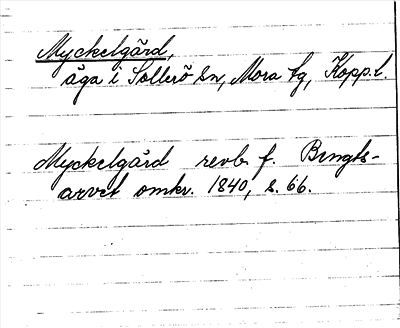 Myckelgård,
äga i Sollerö sn, Mora tg, Kopp.l.
Myckelgård revb. f. Bengts-
arvet omkr. 1840, s. 66.